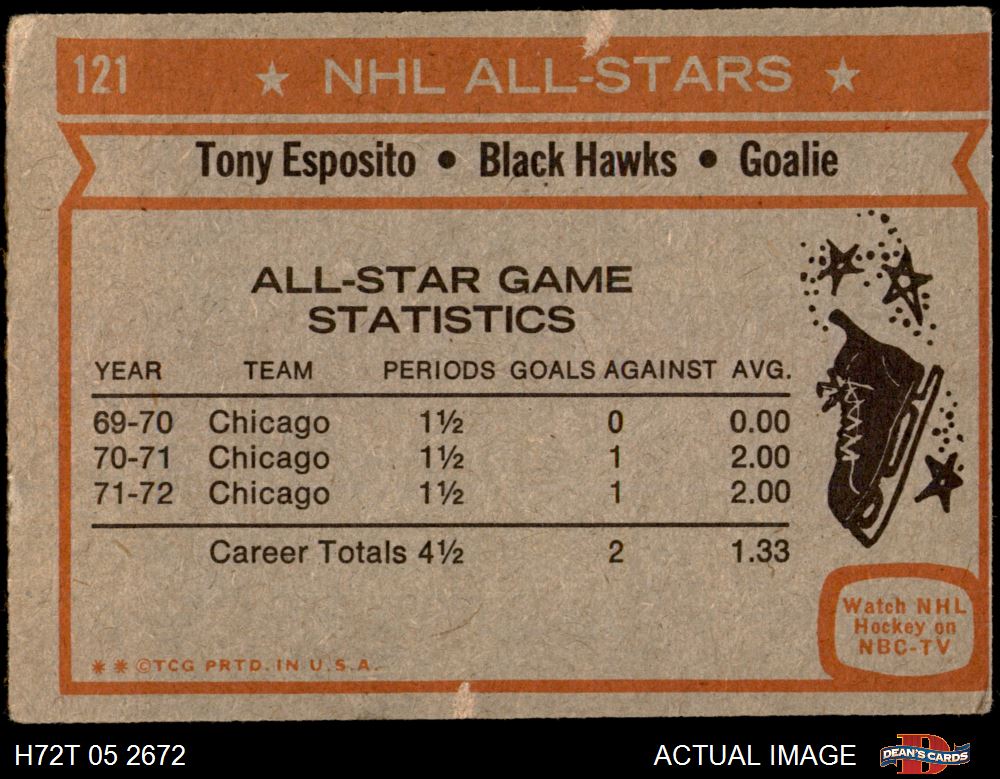 121 ★ NHL ALL-STARS ★
Tony Esposito • Black Hawks • Goalie
ALL-STAR GAME
STATISTICS
YEAR TEAM PERIODS GOALS AGAINST AVG.
69-70 Chicago 1½ 0 0.00
70-71 Chicago 1½ 1 2.00
71-72 Chicago 1½ 1 2.00
Career Totals 4½ 2 1.33
Watch NHL
Hockey on
NBC-TV
** ©TCG PRTD. IN U.S.A.
H72T 05 2672 ACTUAL IMAGE DEAN'S CARDS